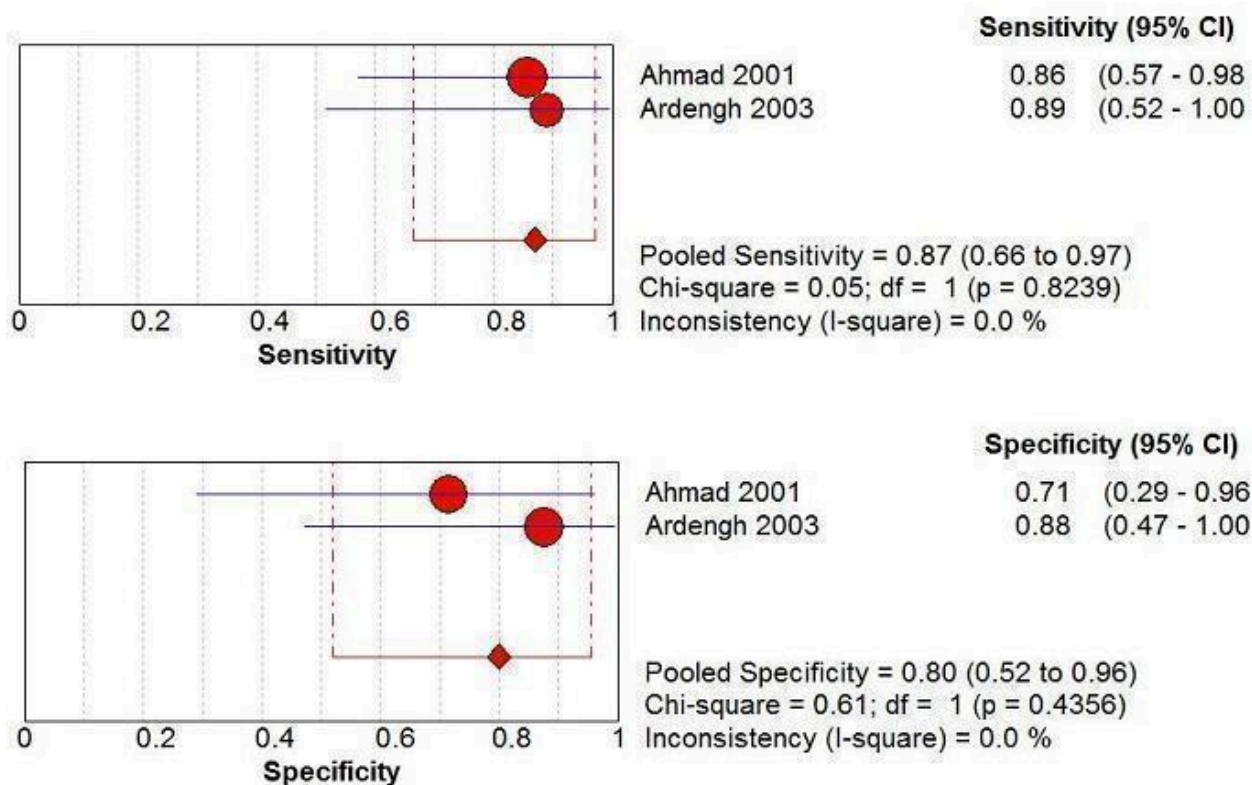 Sensitivity (95% CI)
Ahmad 2001 0.86 (0.57 - 0.98
Ardengh 2003 0.89 (0.52 - 1.00
Pooled Sensitivity = 0.87 (0.66 to 0.97)
Chi-square = 0.05; df = 1 (p = 0.8239)
Inconsistency (I-square) = 0.0 %
0 0.2 0.4 0.6 0.8 1
Sensitivity
Specificity (95% CI)
Ahmad 2001 0.71 (0.29 - 0.96
Ardengh 2003 0.88 (0.47 - 1.00
Pooled Specificity = 0.80 (0.52 to 0.96)
Chi-square = 0.61; df = 1 (p = 0.4356)
Inconsistency (I-square) = 0.0 %
0 0.2 0.4 0.6 0.8 1
Specificity